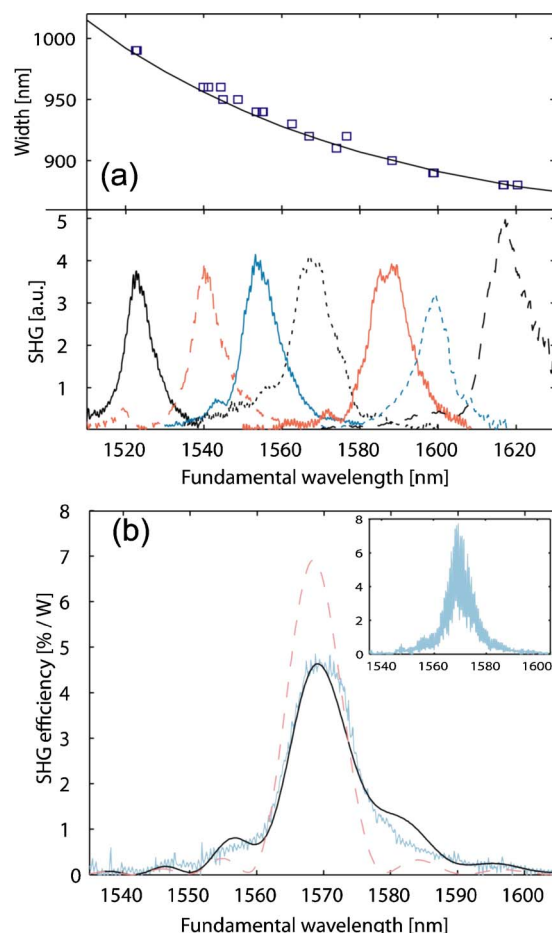 1000
950
900
Width [nm]
(a)
5
4
3
2
1
SHG [a.u.]
1520 1540 1560 1580 1600 1620
Fundamental wavelength [nm]
(b)
8
7
6
5
4
3
2
1
0
SHG efficiency [% / W]
8
6
4
2
0
1540 1560 1580 1600
1540 1550 1560 1570 1580 1590 1600
Fundamental wavelength [nm]